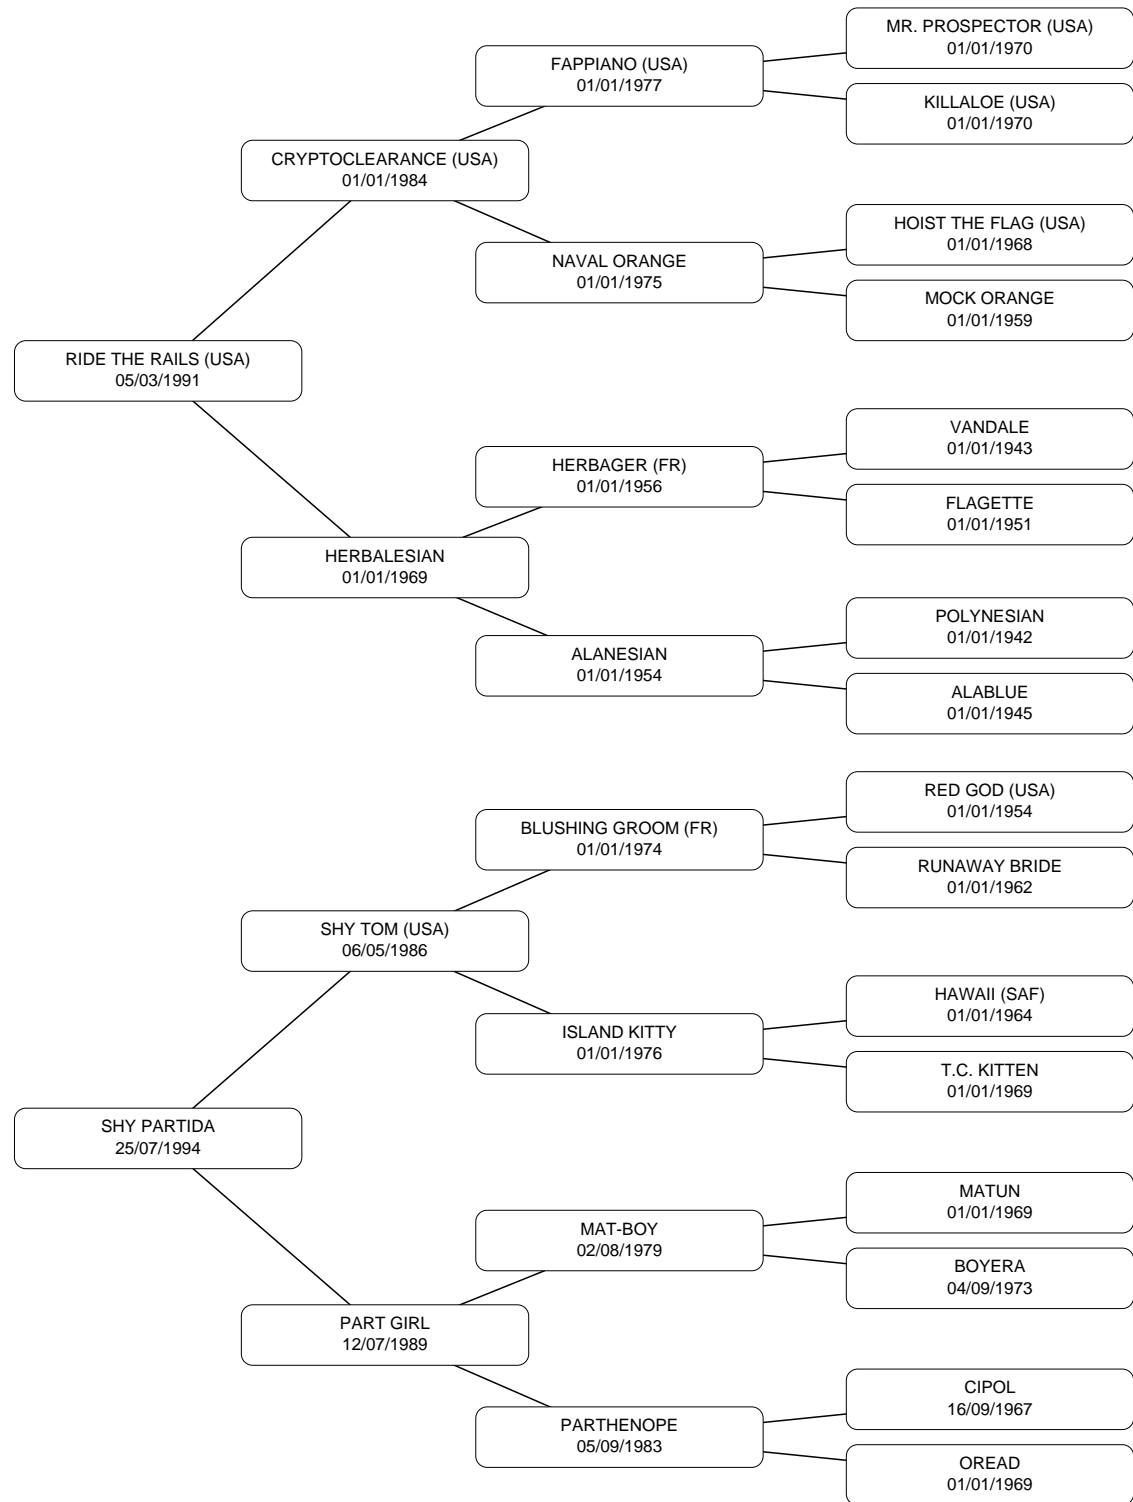 MR. PROSPECTOR (USA)
01/01/1970
FAPPIANO (USA)
01/01/1977
KILLALOE (USA)
01/01/1970
CRYPTOCLEARANCE (USA)
01/01/1984
HOIST THE FLAG (USA)
01/01/1968
NAVAL ORANGE
01/01/1975
MOCK ORANGE
01/01/1959
RIDE THE RAILS (USA)
05/03/1991
VANDALE
01/01/1943
HERBAGER (FR)
01/01/1956
FLAGETTE
01/01/1951
HERBALESIAN
01/01/1969
POLYNESIAN
01/01/1942
ALANESIAN
01/01/1954
ALABLUE
01/01/1945
RED GOD (USA)
01/01/1954
BLUSHING GROOM (FR)
01/01/1974
RUNAWAY BRIDE
01/01/1962
SHY TOM (USA)
06/05/1986
HAWAII (SAF)
01/01/1964
ISLAND KITTY
01/01/1976
T.C. KITTEN
01/01/1969
SHY PARTIDA
25/07/1994
MATUN
01/01/1969
MAT-BOY
02/08/1979
BOYERA
04/09/1973
PART GIRL
12/07/1989
CIPOL
16/09/1967
PARTHENOPE
05/09/1983
OREAD
01/01/1969